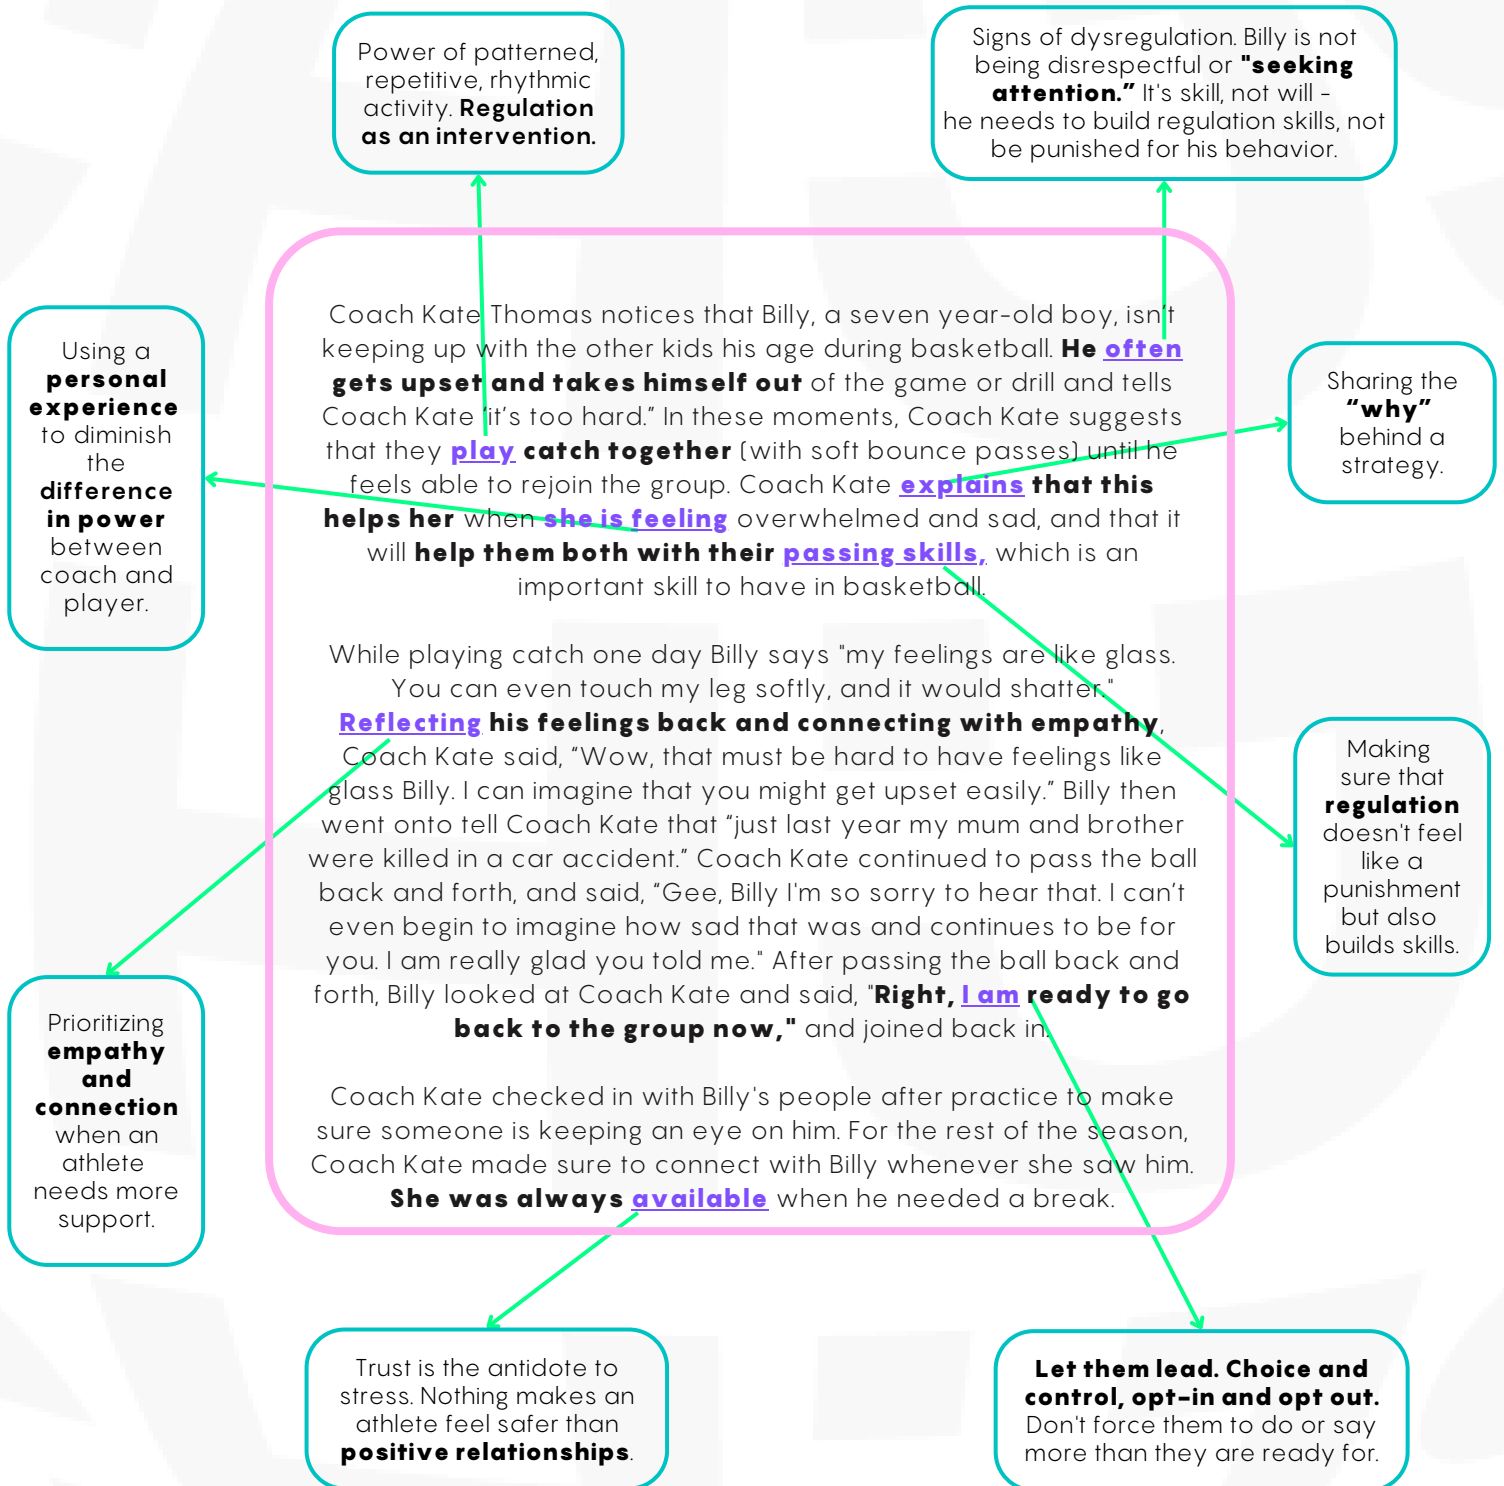 Power of patterned,
repetitive, rhythmic
activity. Regulation
as an intervention.
Signs of dysregulation. Billy is not
being disrespectful or "seeking
attention.” It's skill, not will -
he needs to build regulation skills, not
be punished for his behavior.
Using a
personal
experience
to diminish
the
difference
in power
between
coach and
player.
Coach Kate Thomas notices that Billy, a seven year-old boy, isn’t
keeping up with the other kids his age during basketball. He often
gets upset and takes himself out of the game or drill and tells
Coach Kate ‘it’s too hard.” In these moments, Coach Kate suggests
that they play catch together (with soft bounce passes) until he
feels able to rejoin the group. Coach Kate explains that this
helps her when she is feeling overwhelmed and sad, and that it
will help them both with their passing skills, which is an
important skill to have in basketball.
While playing catch one day Billy says "my feelings are like glass.
You can even touch my leg softly, and it would shatter."
Reflecting his feelings back and connecting with empathy,
Coach Kate said, “Wow, that must be hard to have feelings like
glass Billy. I can imagine that you might get upset easily.” Billy then
went onto tell Coach Kate that “just last year my mum and brother
were killed in a car accident.” Coach Kate continued to pass the ball
back and forth, and said, “Gee, Billy I'm so sorry to hear that. I can’t
even begin to imagine how sad that was and continues to be for
you. I am really glad you told me." After passing the ball back and
forth, Billy looked at Coach Kate and said, "Right, I am ready to go
back to the group now," and joined back in.
Coach Kate checked in with Billy's people after practice to make
sure someone is keeping an eye on him. For the rest of the season,
Coach Kate made sure to connect with Billy whenever she saw him.
She was always available when he needed a break.
Sharing the
“why”
behind a
strategy.
Making
sure that
regulation
doesn't feel
like a
punishment
but also
builds skills.
Prioritizing
empathy
and
connection
when an
athlete
needs more
support.
Trust is the antidote to
stress. Nothing makes an
athlete feel safer than
positive relationships.
Let them lead. Choice and
control, opt-in and opt out.
Don't force them to do or say
more than they are ready for.